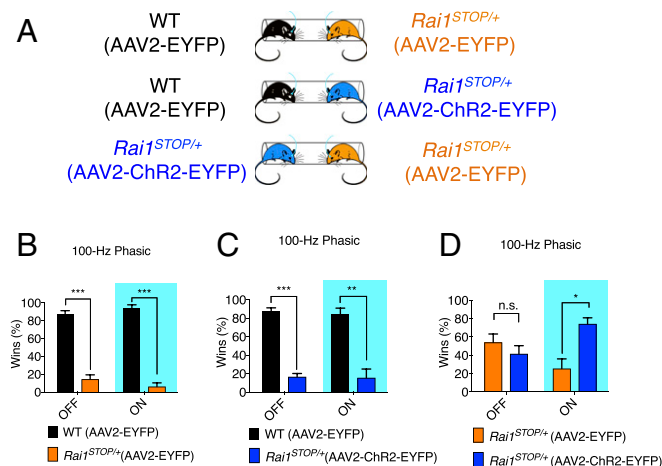 A
WT
(AAV2-EYFP)
Rai1STOP/+
(AAV2-EYFP)
WT
(AAV2-EYFP)
Rai1STOP/+
(AAV2-ChR2-EYFP)
Rai1STOP/+
(AAV2-ChR2-EYFP)
Rai1STOP/+
(AAV2-EYFP)
B
100-Hz Phasic
***
***
100
80
60
40
20
0
Wins (%)
OFF
ON
WT (AAV2-EYFP)
Rai1STOP/+(AAV2-EYFP)
C
100-Hz Phasic
***
**
100
80
60
40
20
0
Wins (%)
OFF
ON
WT (AAV2-EYFP)
Rai1STOP/+(AAV2-ChR2-EYFP)
D
100-Hz Phasic
n.s.
*
100
80
60
40
20
0
Wins (%)
OFF
ON
Rai1STOP/+(AAV2-EYFP)
Rai1STOP/+(AAV2-ChR2-EYFP)